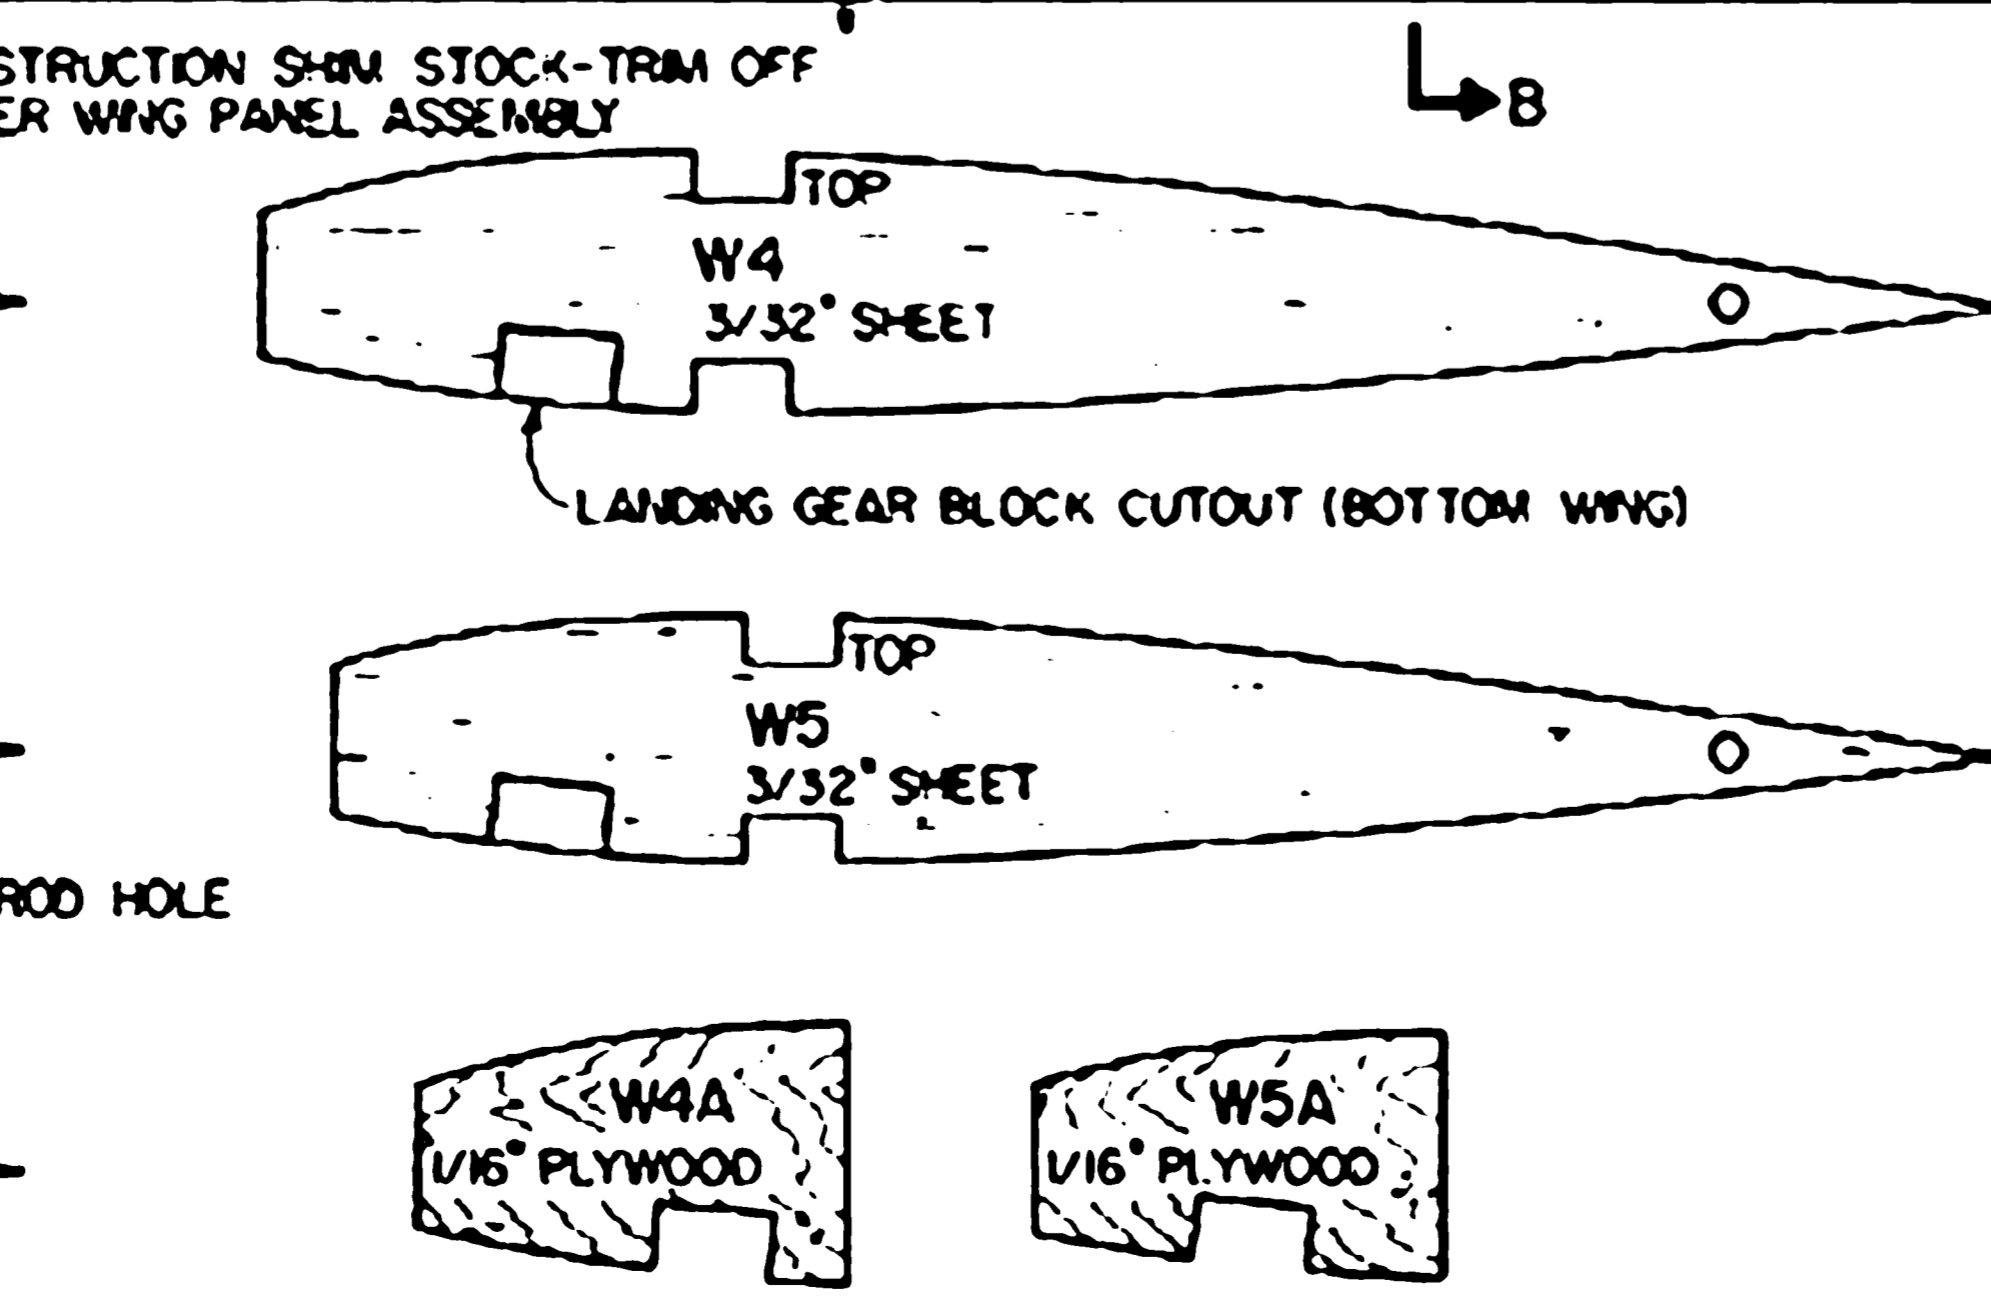 STRUCTION SHIM STOCK-TRIM OFF
ER WING PANEL ASSEMBLY
B
TOP
W4
3/32" SHEET
LANDING GEAR BLOCK CUTOUT (BOTTOM WING)
TOP
W5
3/32" SHEET
ROD HOLE
W4A
1/16" PLYWOOD
W5A
1/16" PLYWOOD